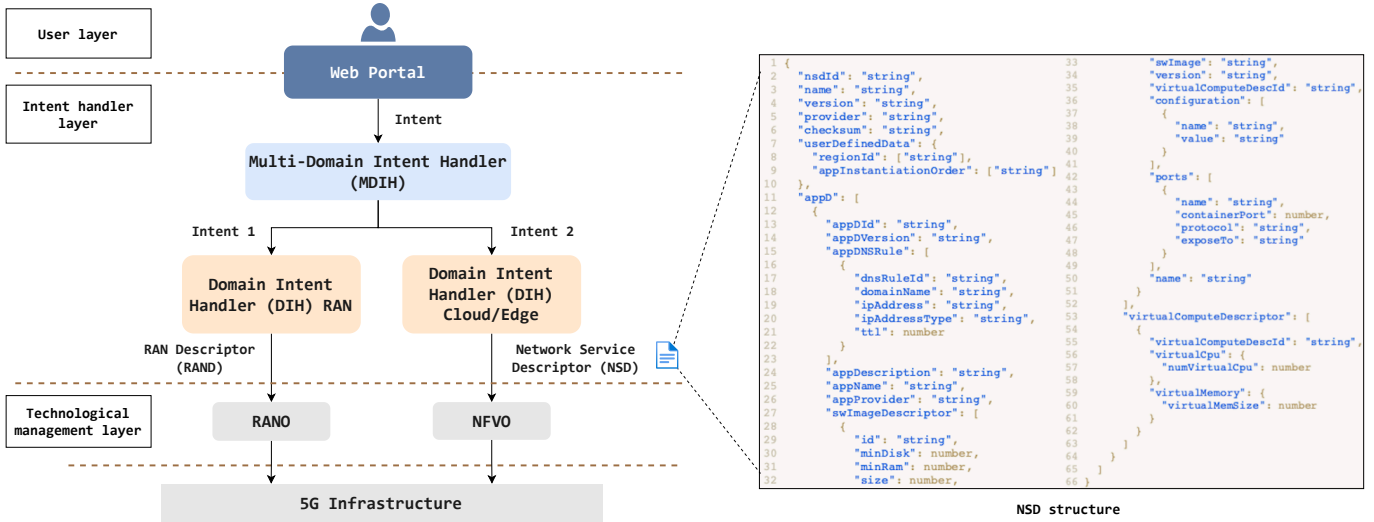 User layer
Web Portal
Intent handler
layer
Intent
Multi-Domain Intent Handler
(MDIH)
Intent 1
Intent 2
Domain Intent
Handler (DIH) RAN
Domain Intent
Handler (DIH)
Cloud/Edge
RAN Descriptor
(RAND)
Network Service
Descriptor (NSD)
Technological
management layer
RANO
NFVO
5G Infrastructure
1 {
2 "nsdId": "string",
3 "name": "string",
4 "version": "string",
5 "provider": "string",
6 "checksum": "string",
7 "userDefinedData": {
8 "regionId": ["string"],
9 "appInstantiationOrder": ["string"]
10 },
11 "appD": [
12 {
13 "appDId": "string",
14 "appDVersion": "string",
15 "appDNSRule": [
16 {
17 "dnsRuleId": "string",
18 "domainName": "string",
19 "ipAddress": "string",
20 "ipAddressType": "string",
21 "ttl": number
22 }
23 ],
24 "appDescription": "string",
25 "appName": "string",
26 "appProvider": "string",
27 "swImageDescriptor": [
28 {
29 "id": "string",
30 "minDisk": number,
31 "minRam": number,
32 "size": number,
33 "swImage": "string",
34 "version": "string",
35 "virtualComputeDescId": "string",
36 "configuration": [
37 {
38 "name": "string",
39 "value": "string"
40 }
41 ],
42 "ports": [
43 {
44 "name": "string",
45 "containerPort": number,
46 "protocol": "string",
47 "exposeTo": "string"
48 }
49 ],
50 "name": "string"
51 }
52 ],
53 "virtualComputeDescriptor": [
54 {
55 "virtualComputeDescId": "string",
56 "virtualCpu": {
57 "numVirtualCpu": number
58 },
59 "virtualMemory": {
60 "virtualMemSize": number
61 }
62 }
63 ]
64 }
65 ]
66 }
NSD structure